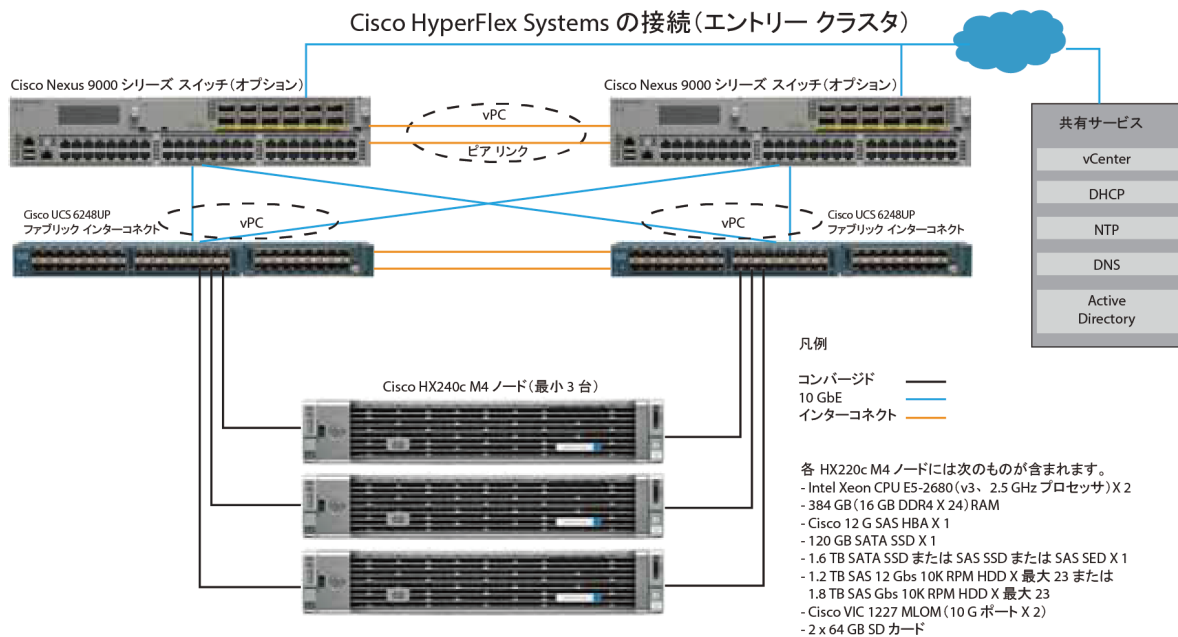 Cisco HyperFlex Systems の接続(エントリー クラスタ)
Cisco Nexus 9000 シリーズ スイッチ(オプション)
Cisco Nexus 9000 シリーズ スイッチ(オプション)
vPC
ピア リンク
共有サービス
vCenter
DHCP
NTP
DNS
Active
Directory
Cisco UCS 6248UP
ファブリック インターコネクト
vPC
vPC
Cisco UCS 6248UP
ファブリック インターコネクト
Cisco HX240c M4 ノード(最小 3 台)
凡例
コンバージド
10 GbE
インターコネクト
各 HX220c M4 ノードには次のものが含まれます。
- Intel Xeon CPU E5-2680(v3、 2.5 GHz プロセッサ)X 2
- 384 GB(16 GB DDR4 X 24)RAM
- Cisco 12 G SAS HBA X 1
- 120 GB SATA SSD X 1
- 1.6 TB SATA SSD または SAS SSD または SAS SED X 1
- 1.2 TB SAS 12 Gbs 10K RPM HDD X 最大 23 または
1.8 TB SAS Gbs 10K RPM HDD X 最大 23
- Cisco VIC 1227 MLOM(10 G ポート X 2)
- 2 x 64 GB SD カード